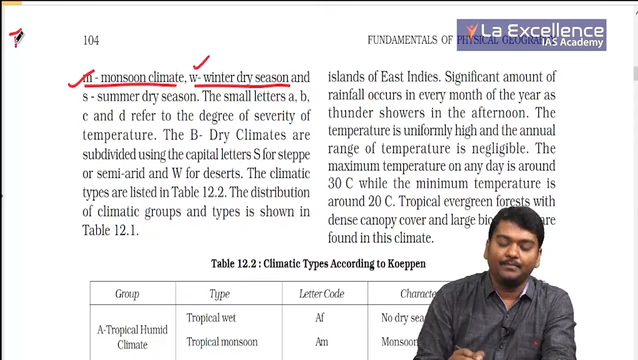 La Excellence
IAS Academy
104
FUNDAMENTALS OF PHYSICAL
m - monsoon climate, w- winter dry season and
s - summer dry season. The small letters a, b,
c and d refer to the degree of severity of
temperature. The B- Dry Climates are
subdivided using the capital letters S for steppe
or semi-arid and W for deserts. The climatic
types are listed in Table 12.2. The distribution
of climatic groups and types is shown in
Table 12.1.
islands of East Indies. Significant amount of
rainfall occurs in every month of the year as
thunder showers in the afternoon. The
temperature is uniformly high and the annual
range of temperature is negligible. The
maximum temperature on any day is around
30 C while the minimum temperature is
around 20 C. Tropical evergreen forests with
dense canopy cover and large are
found in this climate.
Table 12.2 : Climatic Types According to Koeppen
Group Type Letter Code
Tropical wet Af No dry
A-Tropical Humid
Climate
Tropical monsoon Am Monsoon